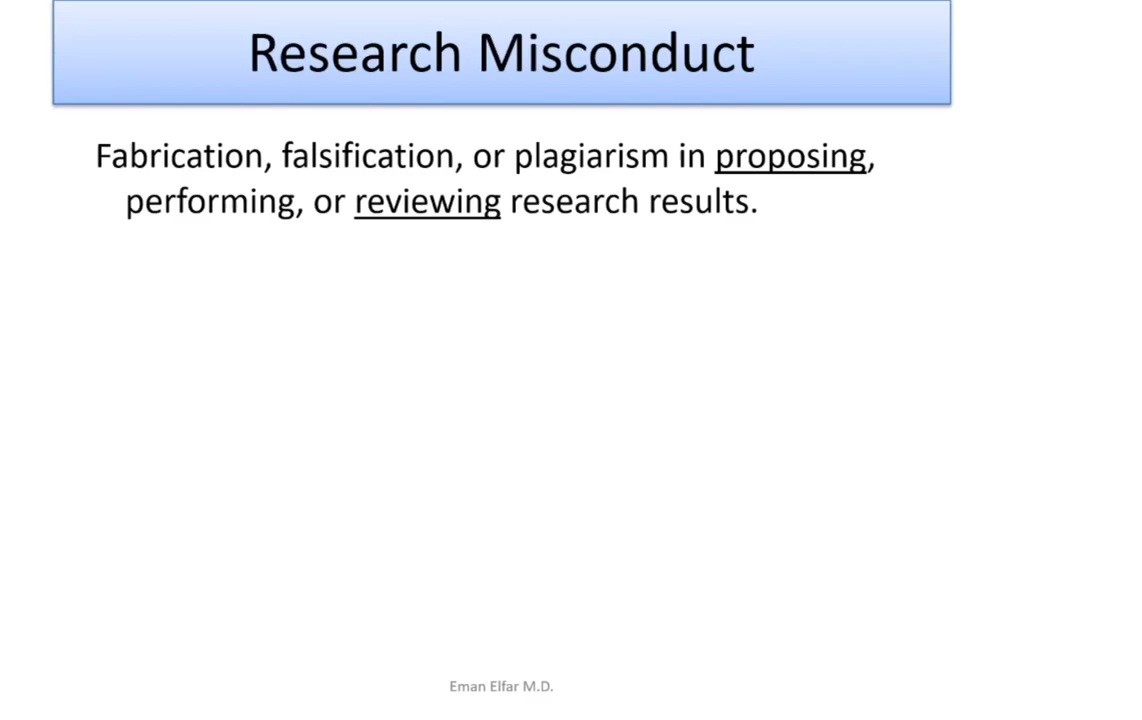 Research Misconduct
Fabrication, falsification, or plagiarism in proposing,
performing, or reviewing research results.
Eman Elfar M.D.